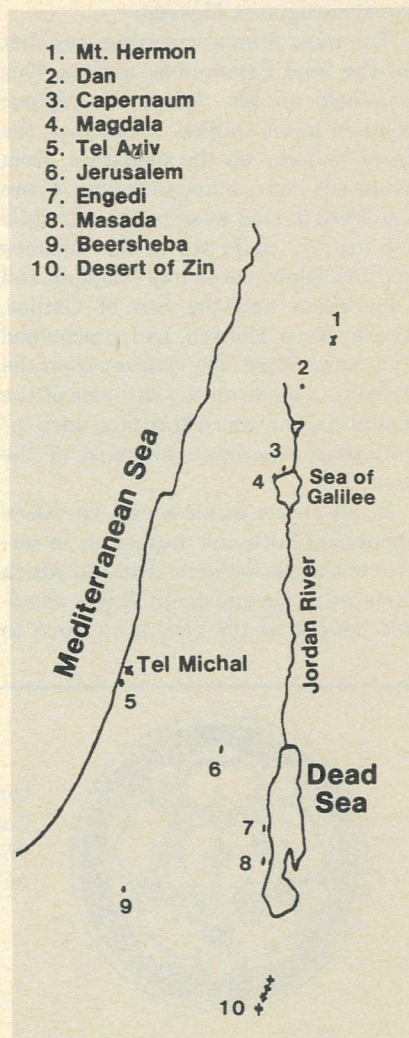 1. Mt. Hermon
2. Dan
3. Capernaum
4. Magdala
5. Tel Aviv
6. Jerusalem
7. Engedi
8. Masada
9. Beersheba
10. Desert of Zin
1
2
3
4
Sea of
Galilee
Mediterranean Sea
Jordan River
Tel Michal
5
6
Dead
Sea
7
8
9
10